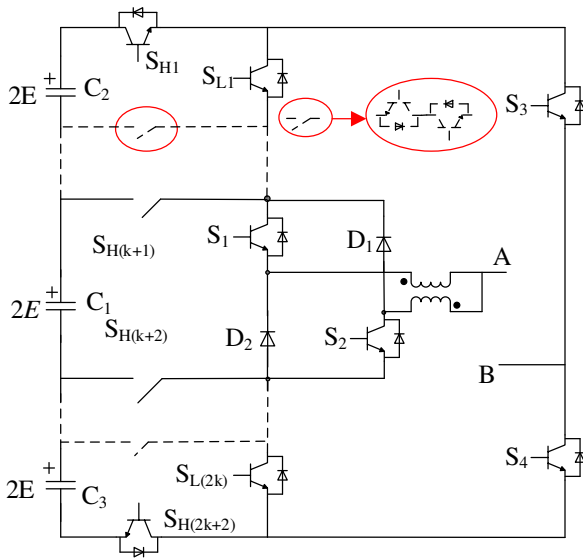 +
S_H1
S_L1
2E
C_2
S_3
+
S_H(k+1)
S_1
D_1
A
2E
C_1
S_H(k+2)
D_2
S_2
B
+
S_L(2k)
S_4
2E
C_3
S_H(2k+2)